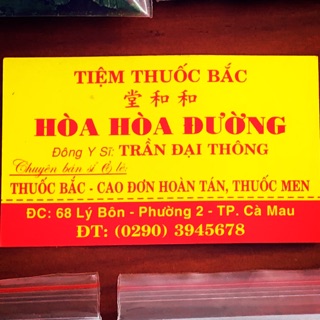 TIỆM THUỐC BẮC
堂和和
HÒA HÒA ĐƯỜNG
Đông Y Sĩ: TRẦN ĐẠI THÔNG
Chuyên bán sỉ & lẻ:
THUỐC BẮC - CAO ĐƠN HOÀN TÁN, THUỐC MEN
ĐC: 68 Lý Bôn - Phường 2 - TP. Cà Mau
ĐT: (0290) 3945678